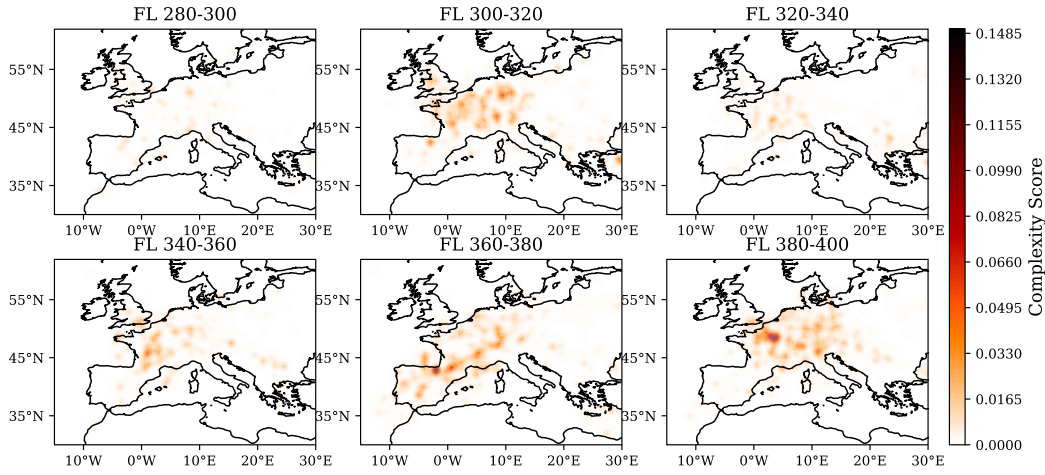 FL 280-300
FL 300-320
FL 320-340
55°N
45°N
35°N
55°N
45°N
35°N
55°N
45°N
35°N
10°W 0°W 10°E 20°E 30°E
10°W 0°W 10°E 20°E 30°E
10°W 0°W 10°E 20°E 30°E
FL 340-360
FL 360-380
FL 380-400
55°N
45°N
35°N
55°N
45°N
35°N
55°N
45°N
35°N
10°W 0°W 10°E 20°E 30°E
10°W 0°W 10°E 20°E 30°E
10°W 0°W 10°E 20°E 30°E
0.1485
0.1320
0.1155
0.0990
0.0825
0.0660
0.0495
0.0330
0.0165
0.0000
Complexity Score